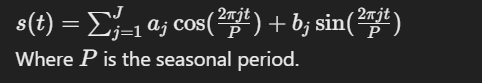 s(t) = ∑_{j=1}^{J} a_j cos(2πjt/P) + b_j sin(2πjt/P)
Where P is the seasonal period.